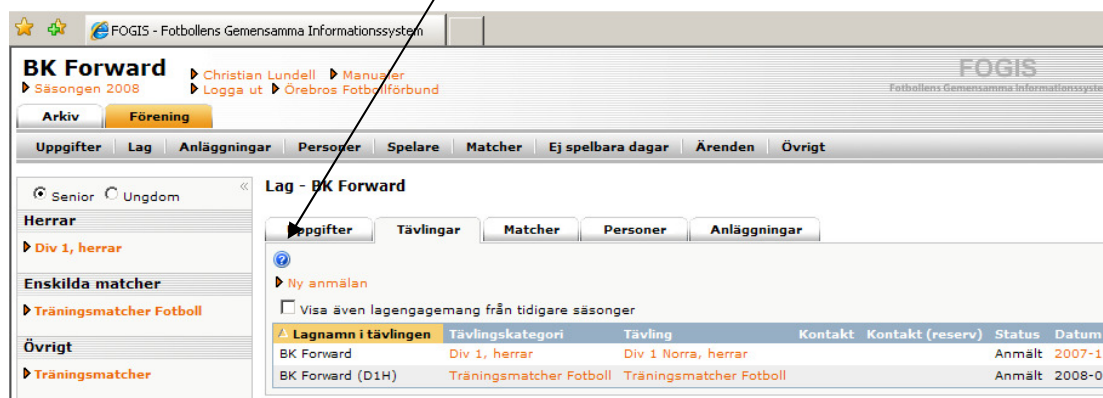 FOGIS - Fotbollens Gemensamma Informationssystem
BK Forward
Christian Lundell Manualer
Säsongen 2008 Logga ut Örebros Fotbollförbund
FOGIS
Fotbollens Gemensamma Informationssyste
Arkiv Förening
Uppgifter Lag Anläggningar Personer Spelare Matcher Ej spelbara dagar Ärenden Övrigt
Senior Ungdom
Herrar
Div 1, herrar
Enskilda matcher
Träningsmatcher Fotboll
Övrigt
Träningsmatcher
Lag - BK Forward
Uppgifter Tävlingar Matcher Personer Anläggningar
Ny anmälan
Visa även lagengagemang från tidigare säsonger
Lagnamn i tävlingen Tävlingskategori Tävling Kontakt Kontakt (reserv) Status Datum
BK Forward Div 1, herrar Div 1 Norra, herrar Anmält 2007-1
BK Forward (D1H) Träningsmatcher Fotboll Träningsmatcher Fotboll Anmält 2008-0